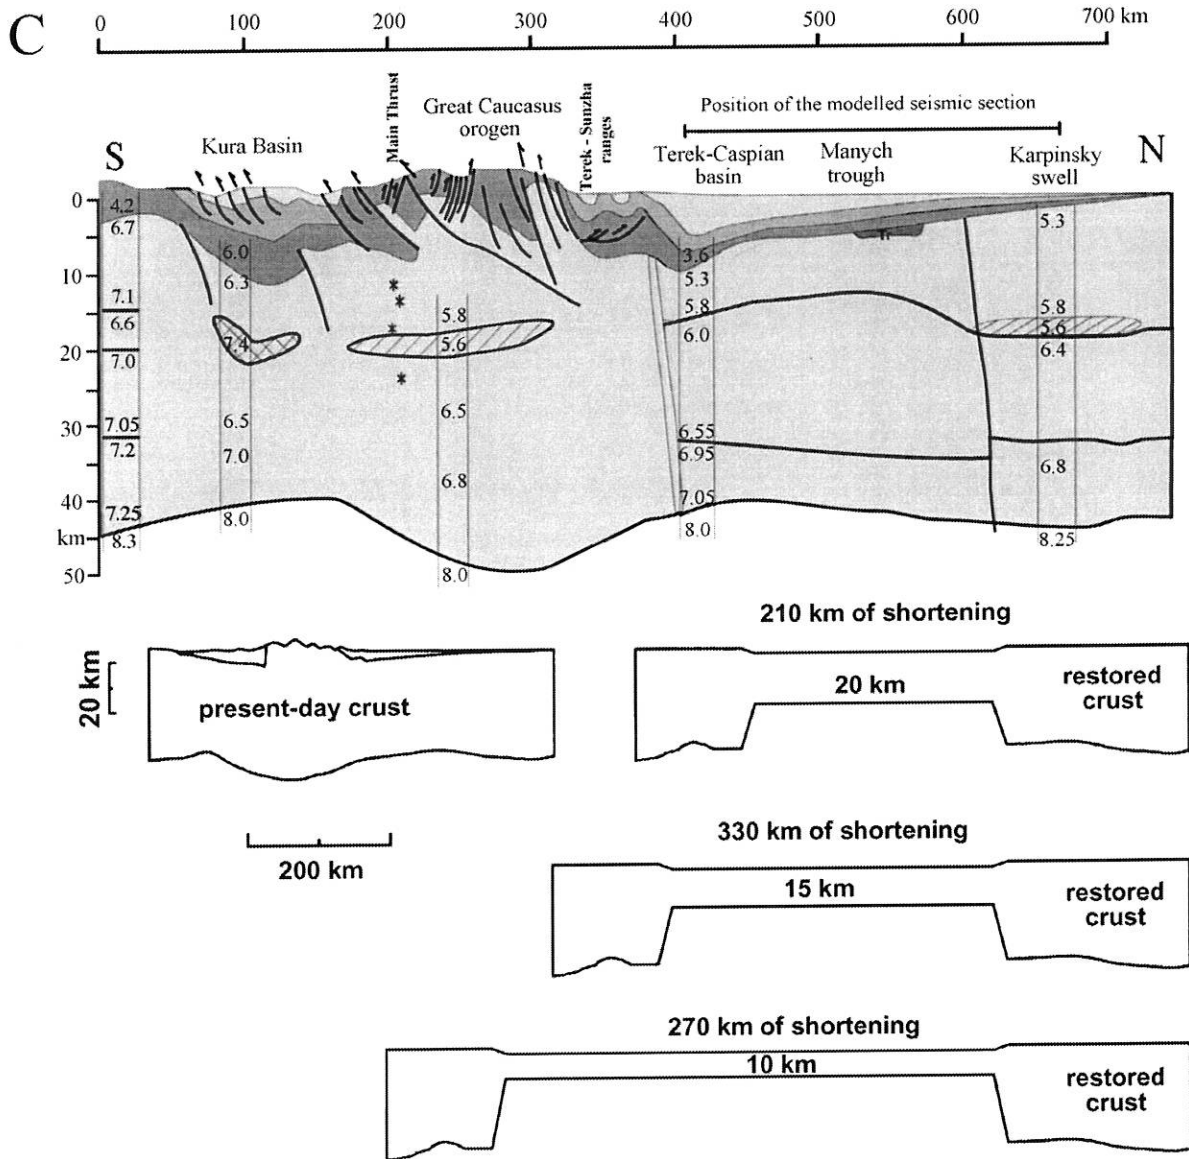 C
0 100 200 300 400 500 600 700 km
Main Thrust
Great Caucasus
orogen
Terek - Sunzha
ranges
Position of the modelled seismic section
S
Kura Basin
Terek-Caspian
basin
Manych
trough
Karpinsky
swell
N
0
10
20
30
40
km
50
4.2
6.7
7.1
6.6
7.0
7.05
7.2
7.25
8.3
6.0
6.3
7.4
6.5
7.0
8.0
5.8
5.6
6.5
6.8
8.0
3.6
5.3
5.8
6.0
6.55
6.95
7.05
8.0
5.3
5.8
5.6
6.4
6.8
8.25
20 km
present-day crust
200 km
210 km of shortening
20 km
restored
crust
330 km of shortening
15 km
restored
crust
270 km of shortening
10 km
restored
crust